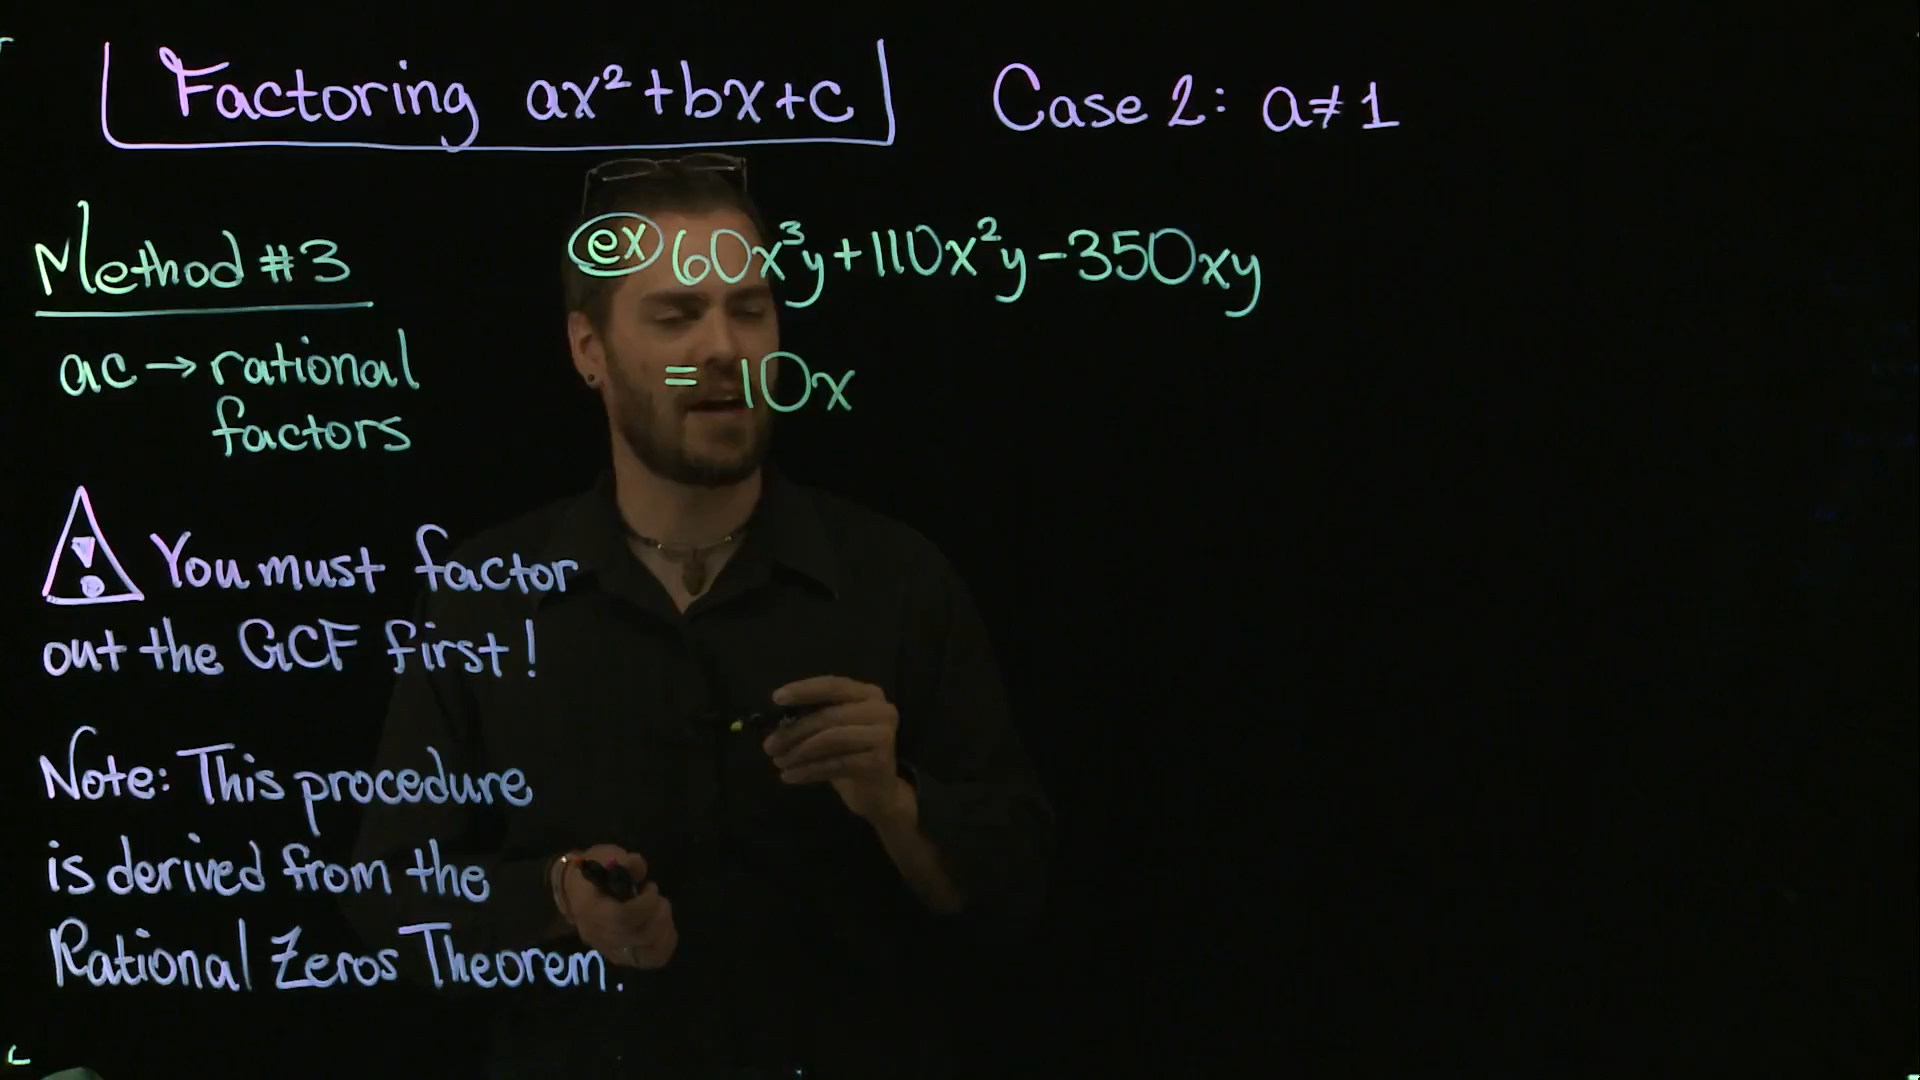 Factoring ax²+bx+c Case 2: a≠1
Method #3
ac→rational
factors
ex 60x³y+110x²y-350xy
= 10x
! You must factor
out the GCF first!
Note: This procedure
is derived from the
Rational Zeros Theorem.